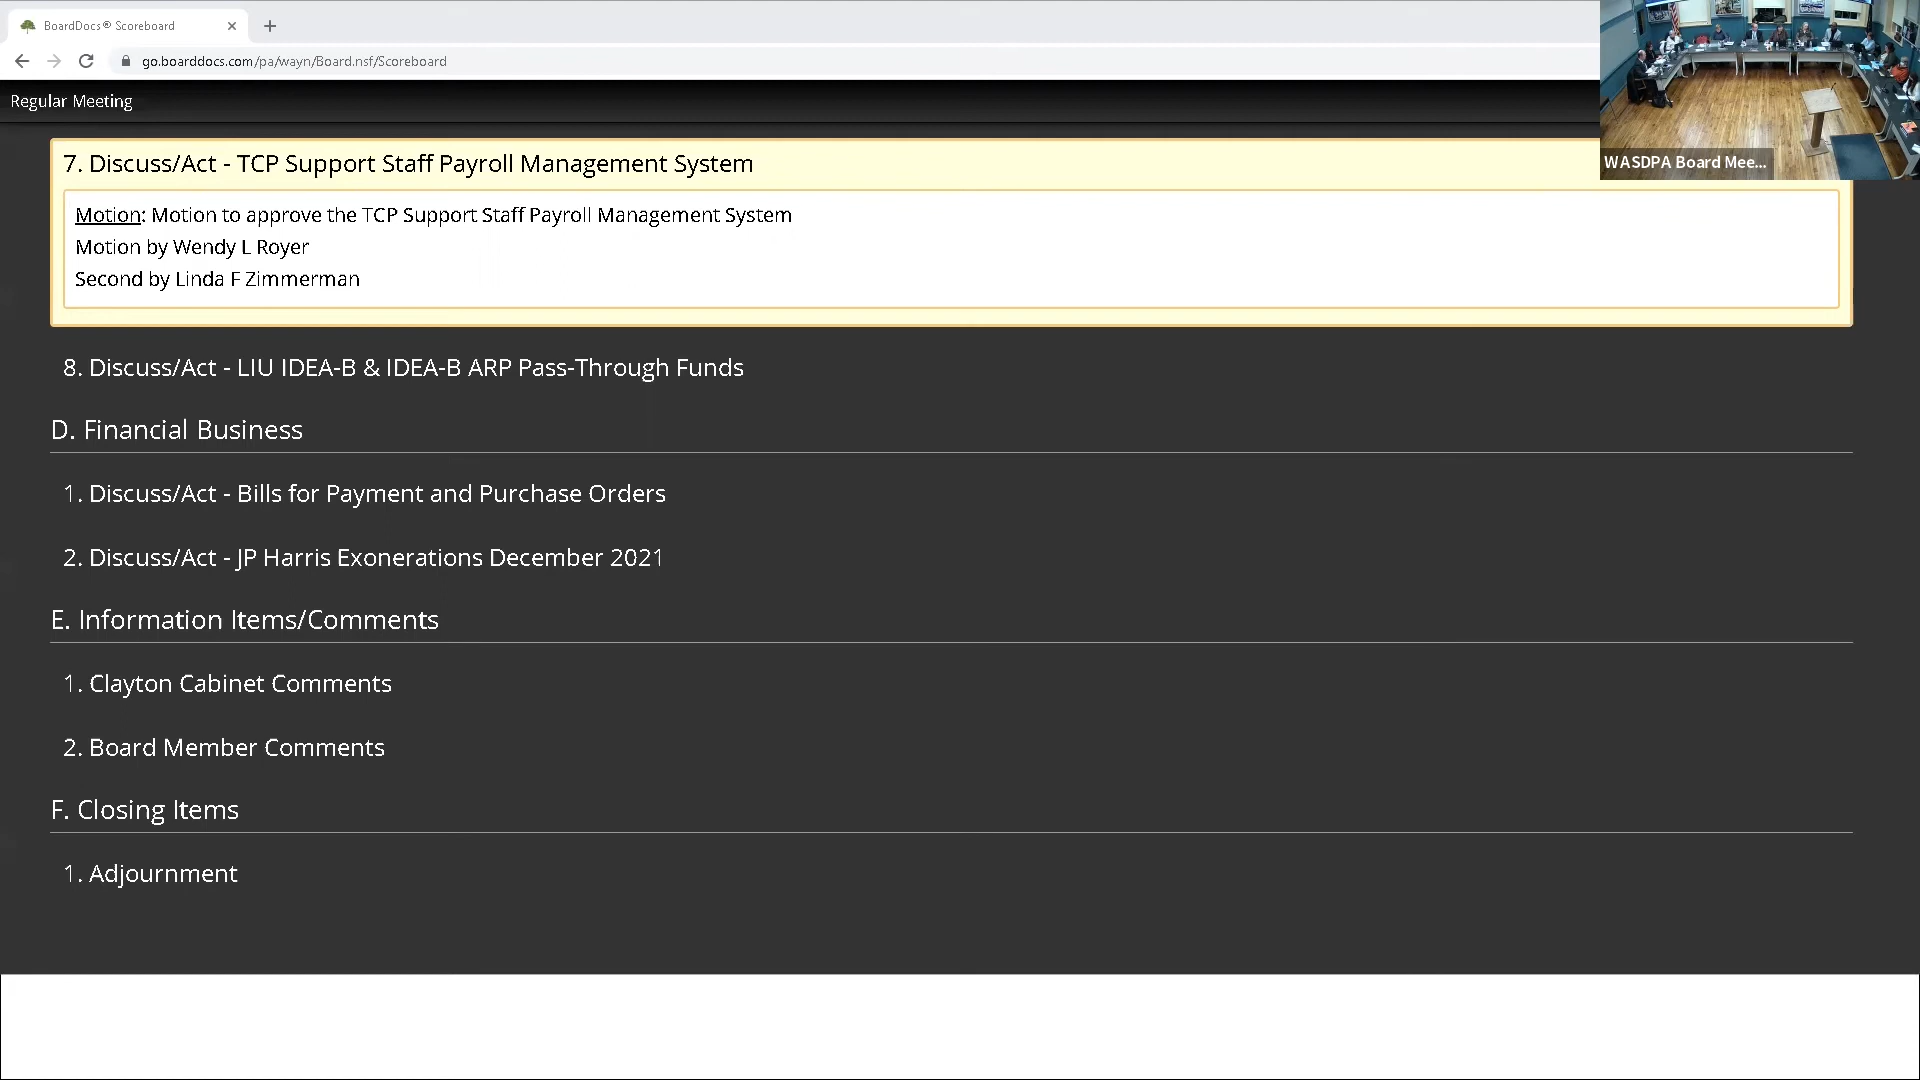 BoardDocs® Scoreboard
go.boarddocs.com/pa/wayn/Board.nsf/Scoreboard
Regular Meeting
WASDPA Board Mee...
7. Discuss/Act - TCP Support Staff Payroll Management System
Motion: Motion to approve the TCP Support Staff Payroll Management System
Motion by Wendy L Royer
Second by Linda F Zimmerman
8. Discuss/Act - LIU IDEA-B & IDEA-B ARP Pass-Through Funds
D. Financial Business
1. Discuss/Act - Bills for Payment and Purchase Orders
2. Discuss/Act - JP Harris Exonerations December 2021
E. Information Items/Comments
1. Clayton Cabinet Comments
2. Board Member Comments
F. Closing Items
1. Adjournment